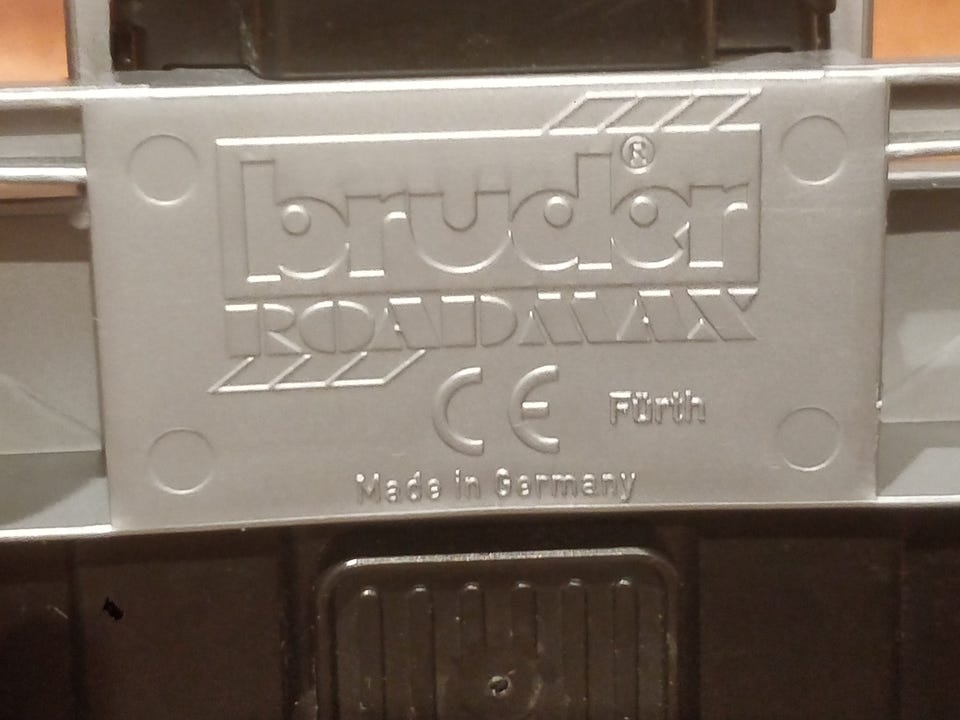 bruder®
ROADMAX
CE Fürth
Made in Germany